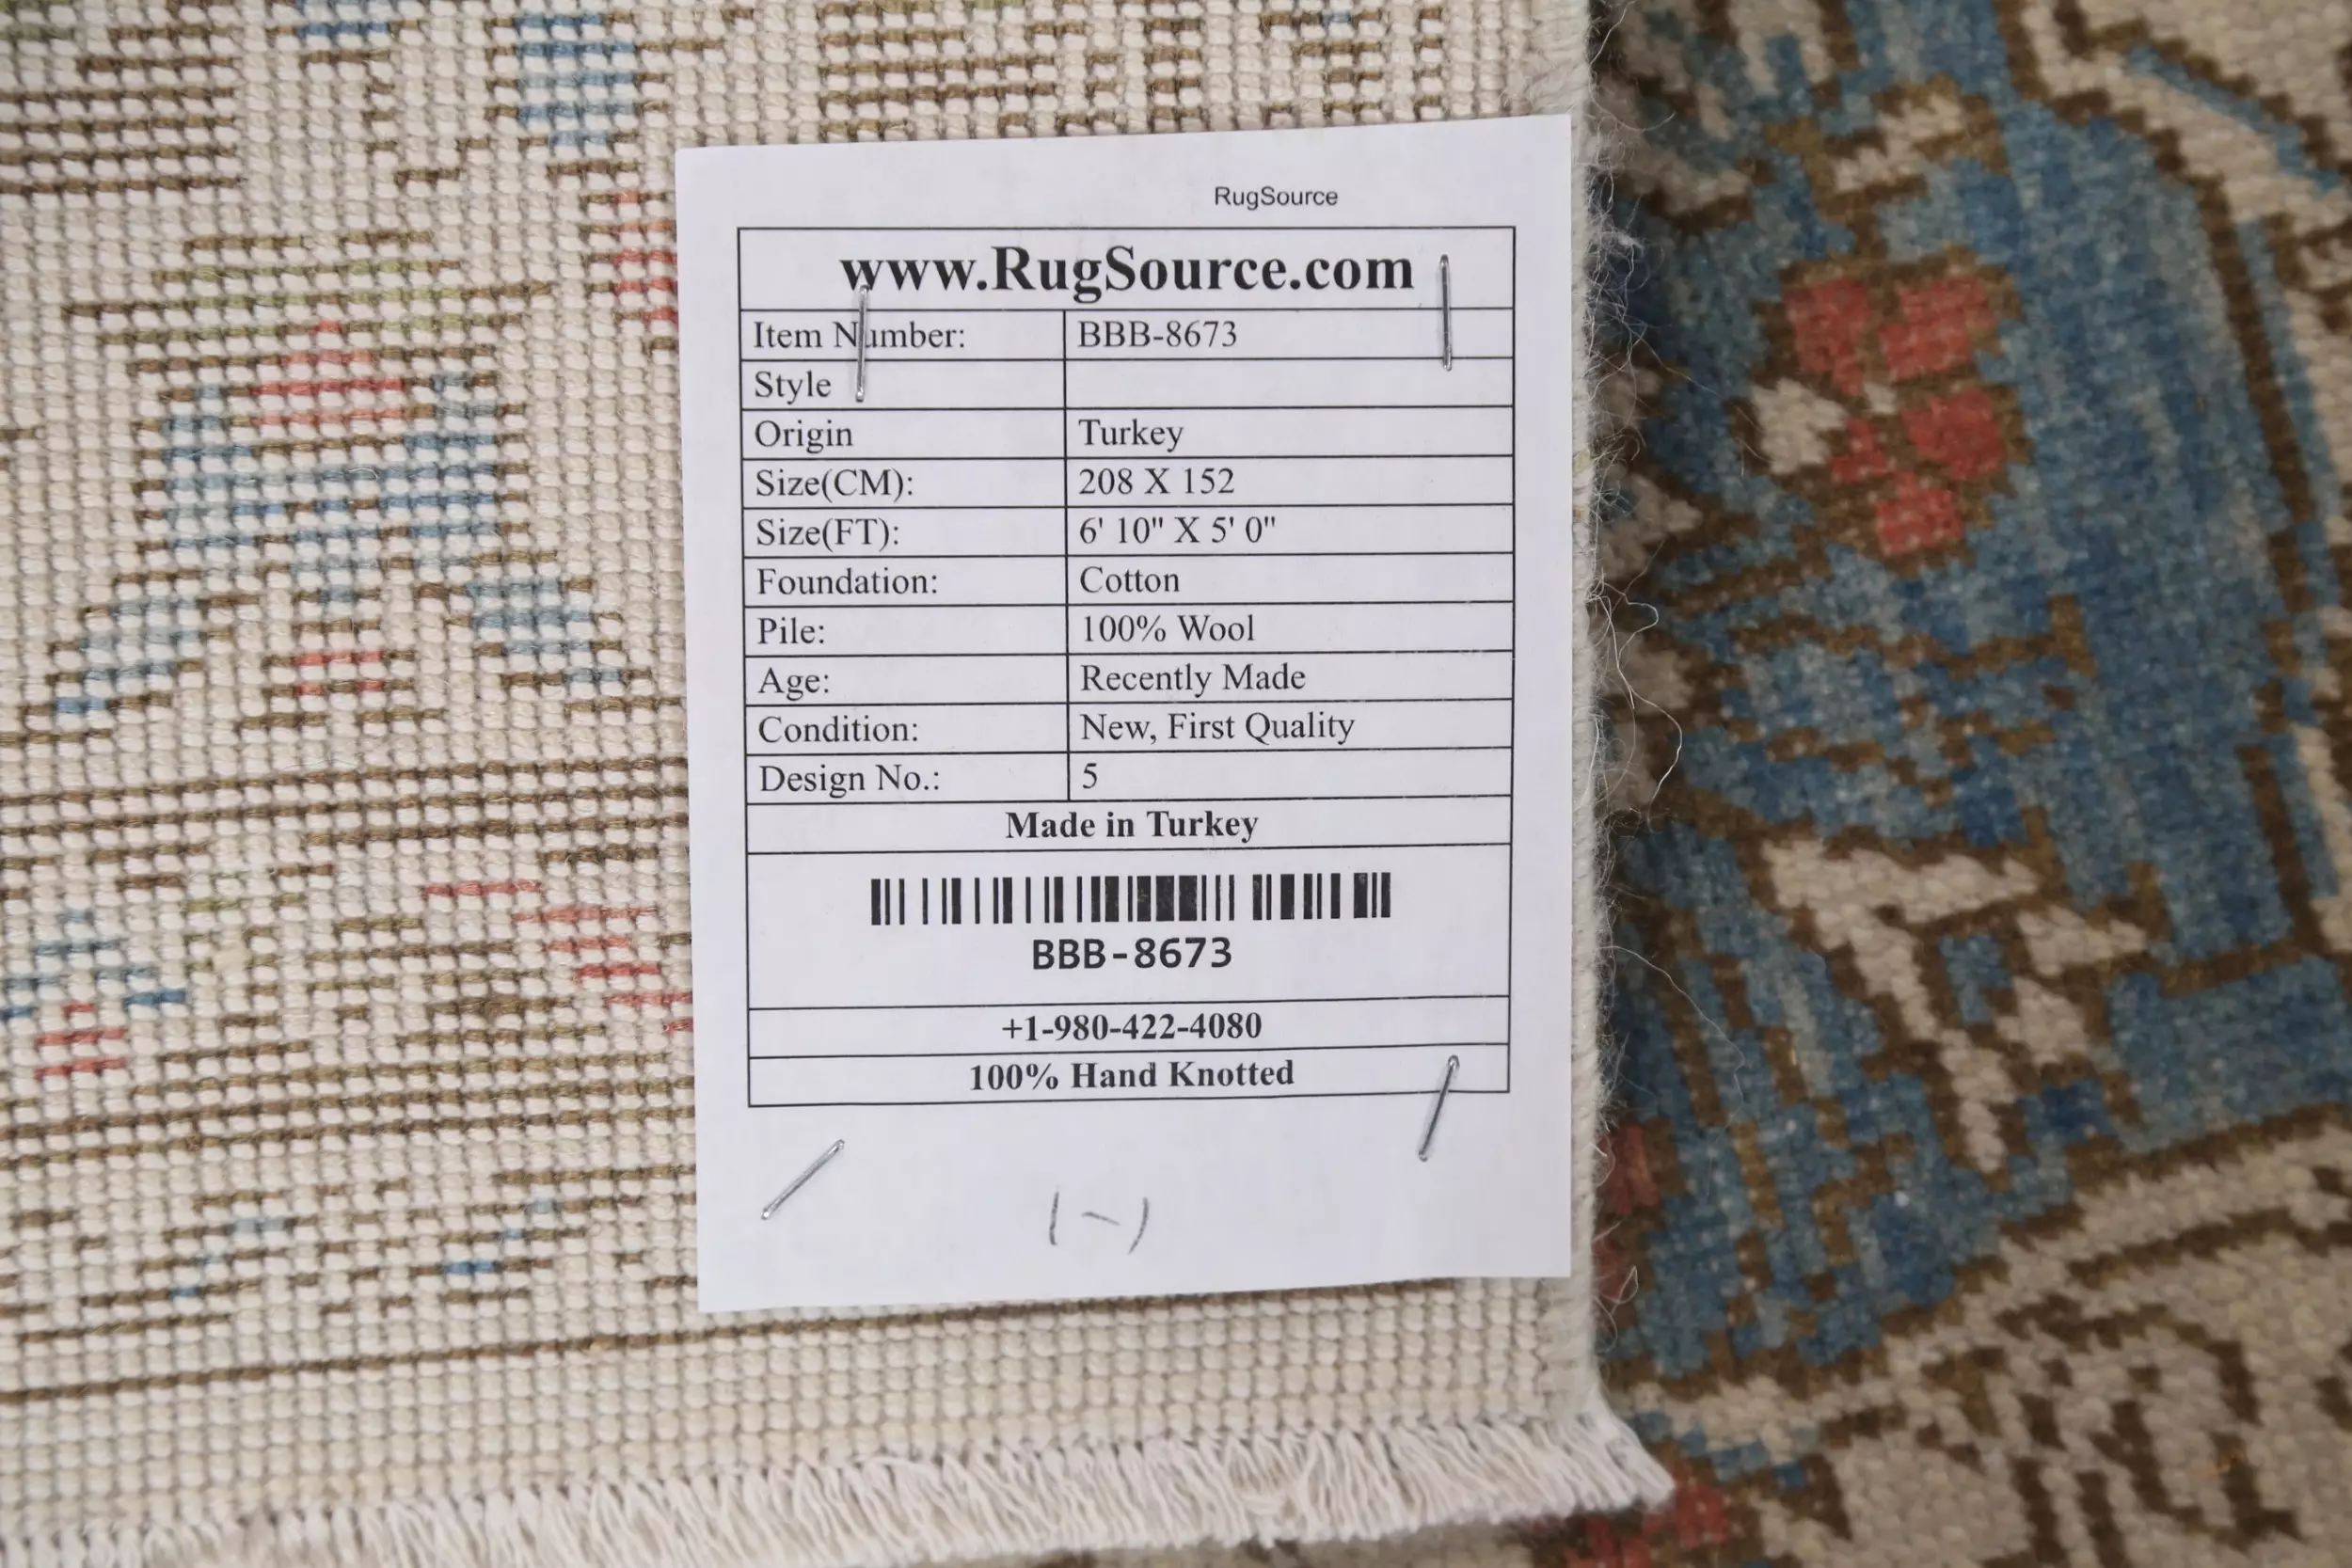 RugSource
www.RugSource.com
Item Number: BBB-8673
Style
Origin Turkey
Size(CM): 208 X 152
Size(FT): 6' 10" X 5' 0"
Foundation: Cotton
Pile: 100% Wool
Age: Recently Made
Condition: New, First Quality
Design No.: 5
Made in Turkey
BBB-8673
+1-980-422-4080
100% Hand Knotted
(-)